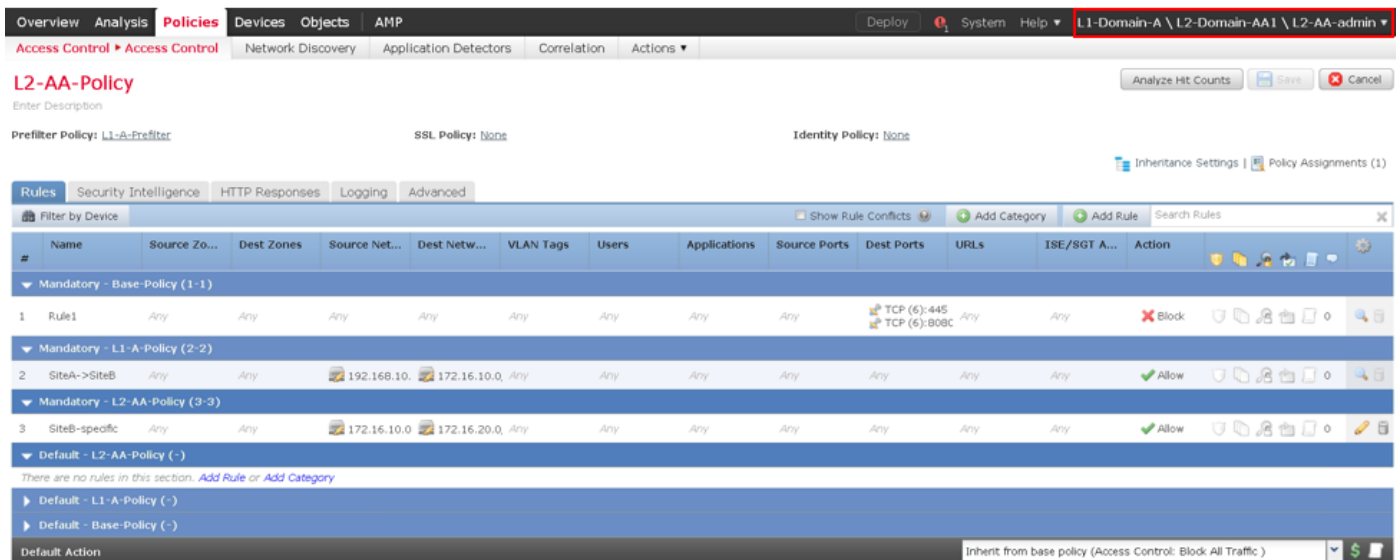 Overview Analysis Policies Devices Objects AMP Deploy 1 System Help ▾ L1-Domain-A \ L2-Domain-AA1 \ L2-AA-admin ▾
Access Control ▸ Access Control Network Discovery Application Detectors Correlation Actions ▾
L2-AA-Policy
Analyze Hit Counts Save Cancel
Enter Description
Prefilter Policy: L1-A-Prefilter SSL Policy: None Identity Policy: None
Inheritance Settings | Policy Assignments (1)
Rules Security Intelligence HTTP Responses Logging Advanced
Filter by Device Show Rule Conflicts Add Category Add Rule Search Rules
# Name Source Zo... Dest Zones Source Net... Dest Netw... VLAN Tags Users Applications Source Ports Dest Ports URLs ISE/SGT A... Action
Mandatory - Base-Policy (1-1)
1 Rule1 Any Any Any Any Any Any Any Any TCP (6):445 Any Any Block 0
TCP (6):8080
Mandatory - L1-A-Policy (2-2)
2 SiteA->SiteB Any Any 192.168.10. 172.16.10.0, Any Any Any Any Any Any Any Allow 0
Mandatory - L2-AA-Policy (3-3)
3 SiteB-specific Any Any 172.16.10.0 172.16.20.0, Any Any Any Any Any Any Any Allow 0
Default - L2-AA-Policy (-)
There are no rules in this section. Add Rule or Add Category
Default - L1-A-Policy (-)
Default - Base-Policy (-)
Default Action Inherit from base policy (Access Control: Block All Traffic ) $